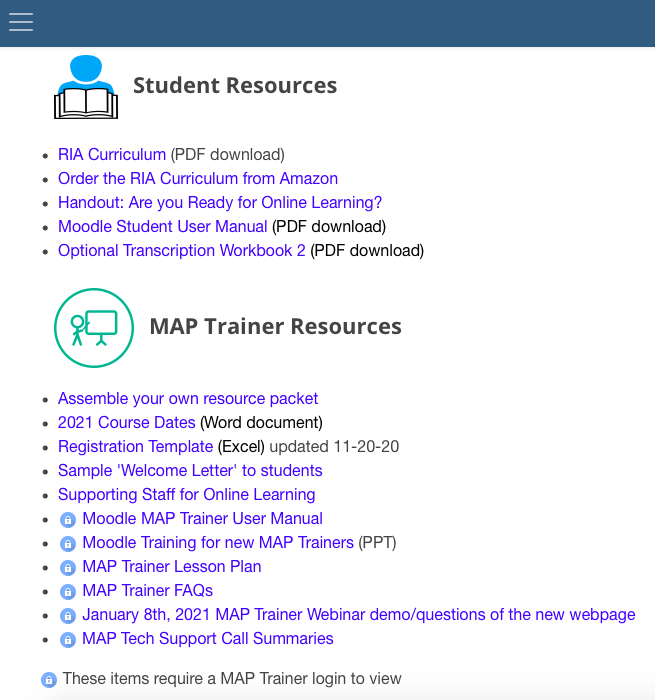 Student Resources
RIA Curriculum (PDF download)
Order the RIA Curriculum from Amazon
Handout: Are you Ready for Online Learning?
Moodle Student User Manual (PDF download)
Optional Transcription Workbook 2 (PDF download)
MAP Trainer Resources
Assemble your own resource packet
2021 Course Dates (Word document)
Registration Template (Excel) updated 11-20-20
Sample 'Welcome Letter' to students
Supporting Staff for Online Learning
Moodle MAP Trainer User Manual
Moodle Training for new MAP Trainers (PPT)
MAP Trainer Lesson Plan
MAP Trainer FAQs
January 8th, 2021 MAP Trainer Webinar demo/questions of the new webpage
MAP Tech Support Call Summaries
These items require a MAP Trainer login to view